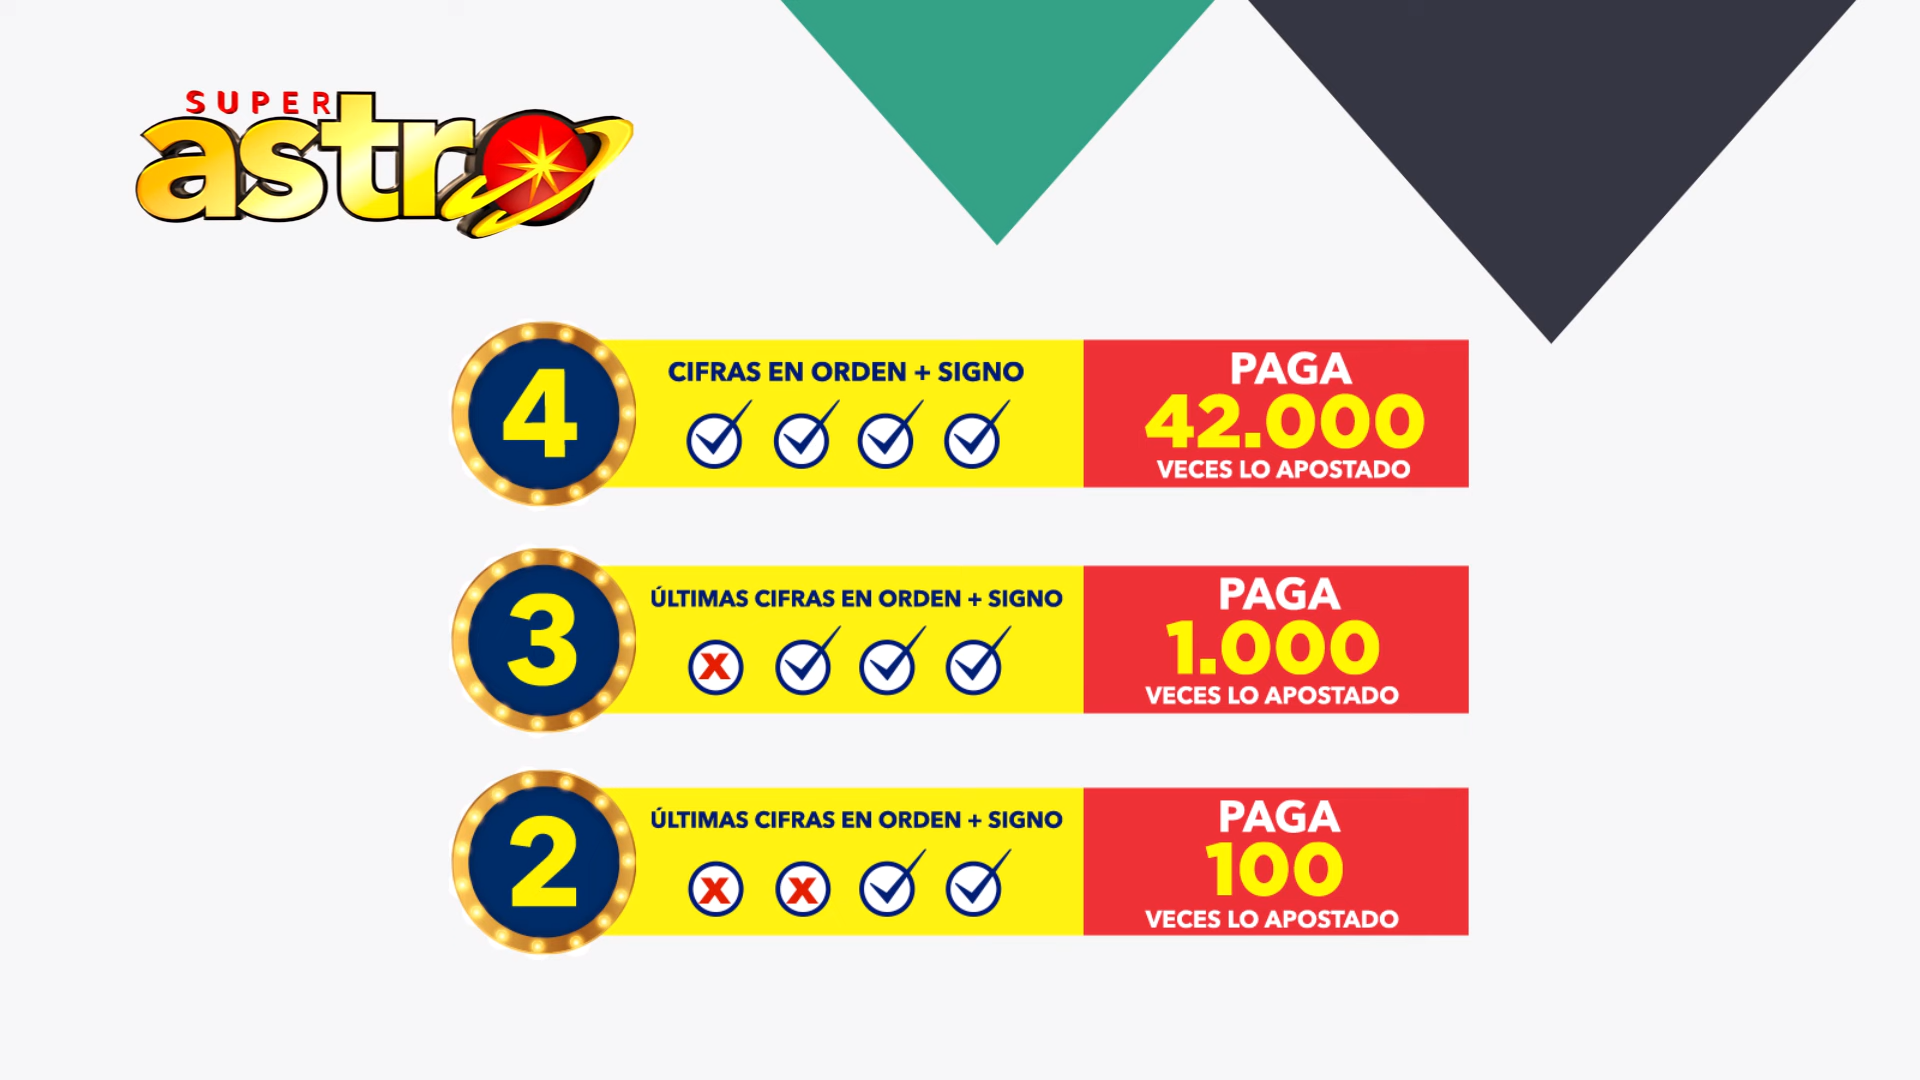 SUPER
astro
4
CIFRAS EN ORDEN + SIGNO
PAGA
42.000
VECES LO APOSTADO
3
ÚLTIMAS CIFRAS EN ORDEN + SIGNO
X
PAGA
1.000
VECES LO APOSTADO
2
ÚLTIMAS CIFRAS EN ORDEN + SIGNO
X X
PAGA
100
VECES LO APOSTADO